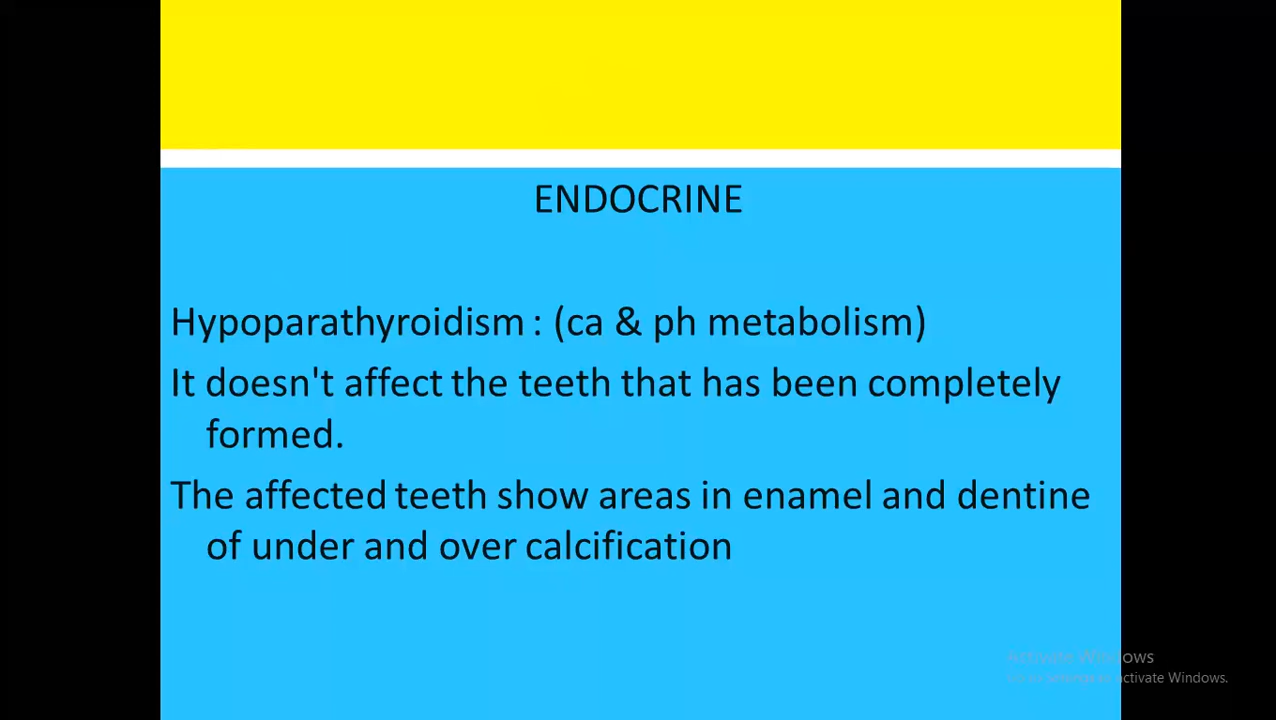 ENDOCRINE
Hypoparathyroidism : (ca & ph metabolism)
It doesn't affect the teeth that has been completely
formed.
The affected teeth show areas in enamel and dentine
of under and over calcification
Activate Windows
Go to Settings to activate Windows.